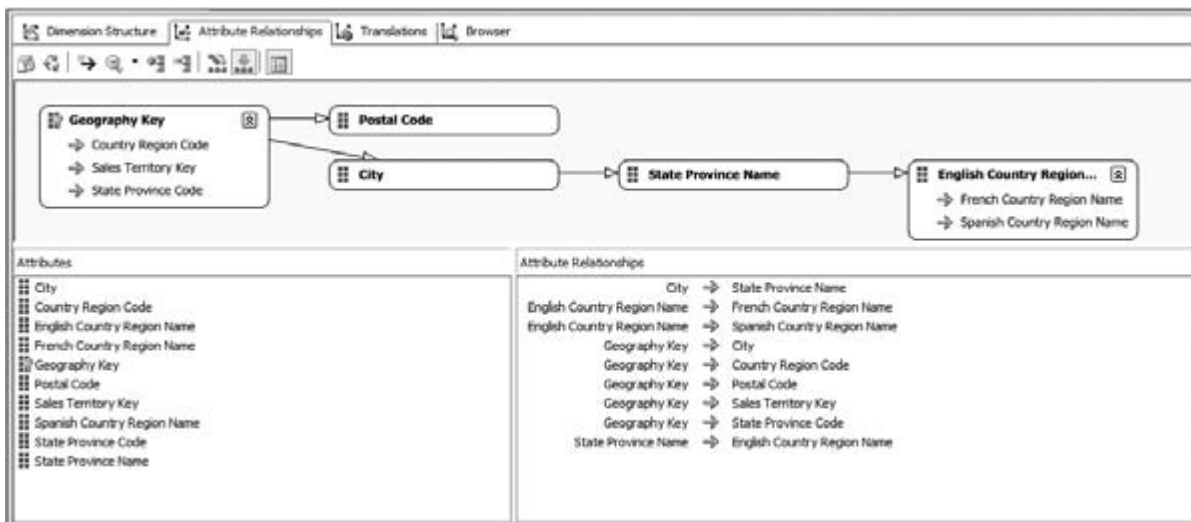 Dimension Structure Attribute Relationships Translations Browser
Geography Key
Country Region Code
Sales Territory Key
State Province Code
Postal Code
City
State Province Name
English Country Region...
French Country Region Name
Spanish Country Region Name
Attributes
City
Country Region Code
English Country Region Name
French Country Region Name
Geography Key
Postal Code
Sales Territory Key
Spanish Country Region Name
State Province Code
State Province Name
Attribute Relationships
City State Province Name
English Country Region Name French Country Region Name
English Country Region Name Spanish Country Region Name
Geography Key City
Geography Key Country Region Code
Geography Key Postal Code
Geography Key Sales Territory Key
Geography Key State Province Code
State Province Name English Country Region Name